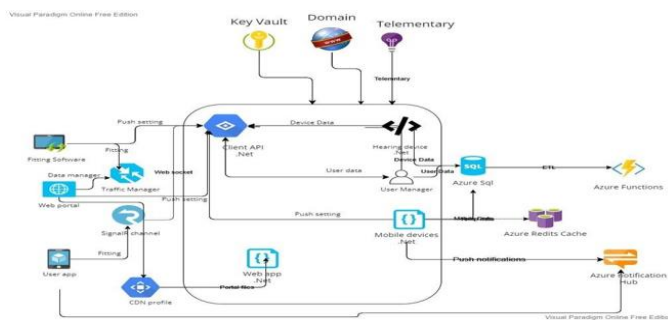 Visual Paradigm Online Free Edition
Key Vault
Domain
Telementary
Telementary
Push setting
Device Data
Client API
.Net
Hearing device
.Net
Fitting Software
Fitting
Data manager
Traffic Manager
Web socket
Device Data
User data
User Data
SQL
Azure Sql
ETL
Azure Functions
User Manager
Web portal
Push setting
SignalR channel
Push setting
Mobile devices
.Net
Azure Redits Cache
User app
Fitting
Web app
.Net
Push notifications
Azure notification
Hub
CDN profile
Portal files
Visual Paradigm Online Free Edition